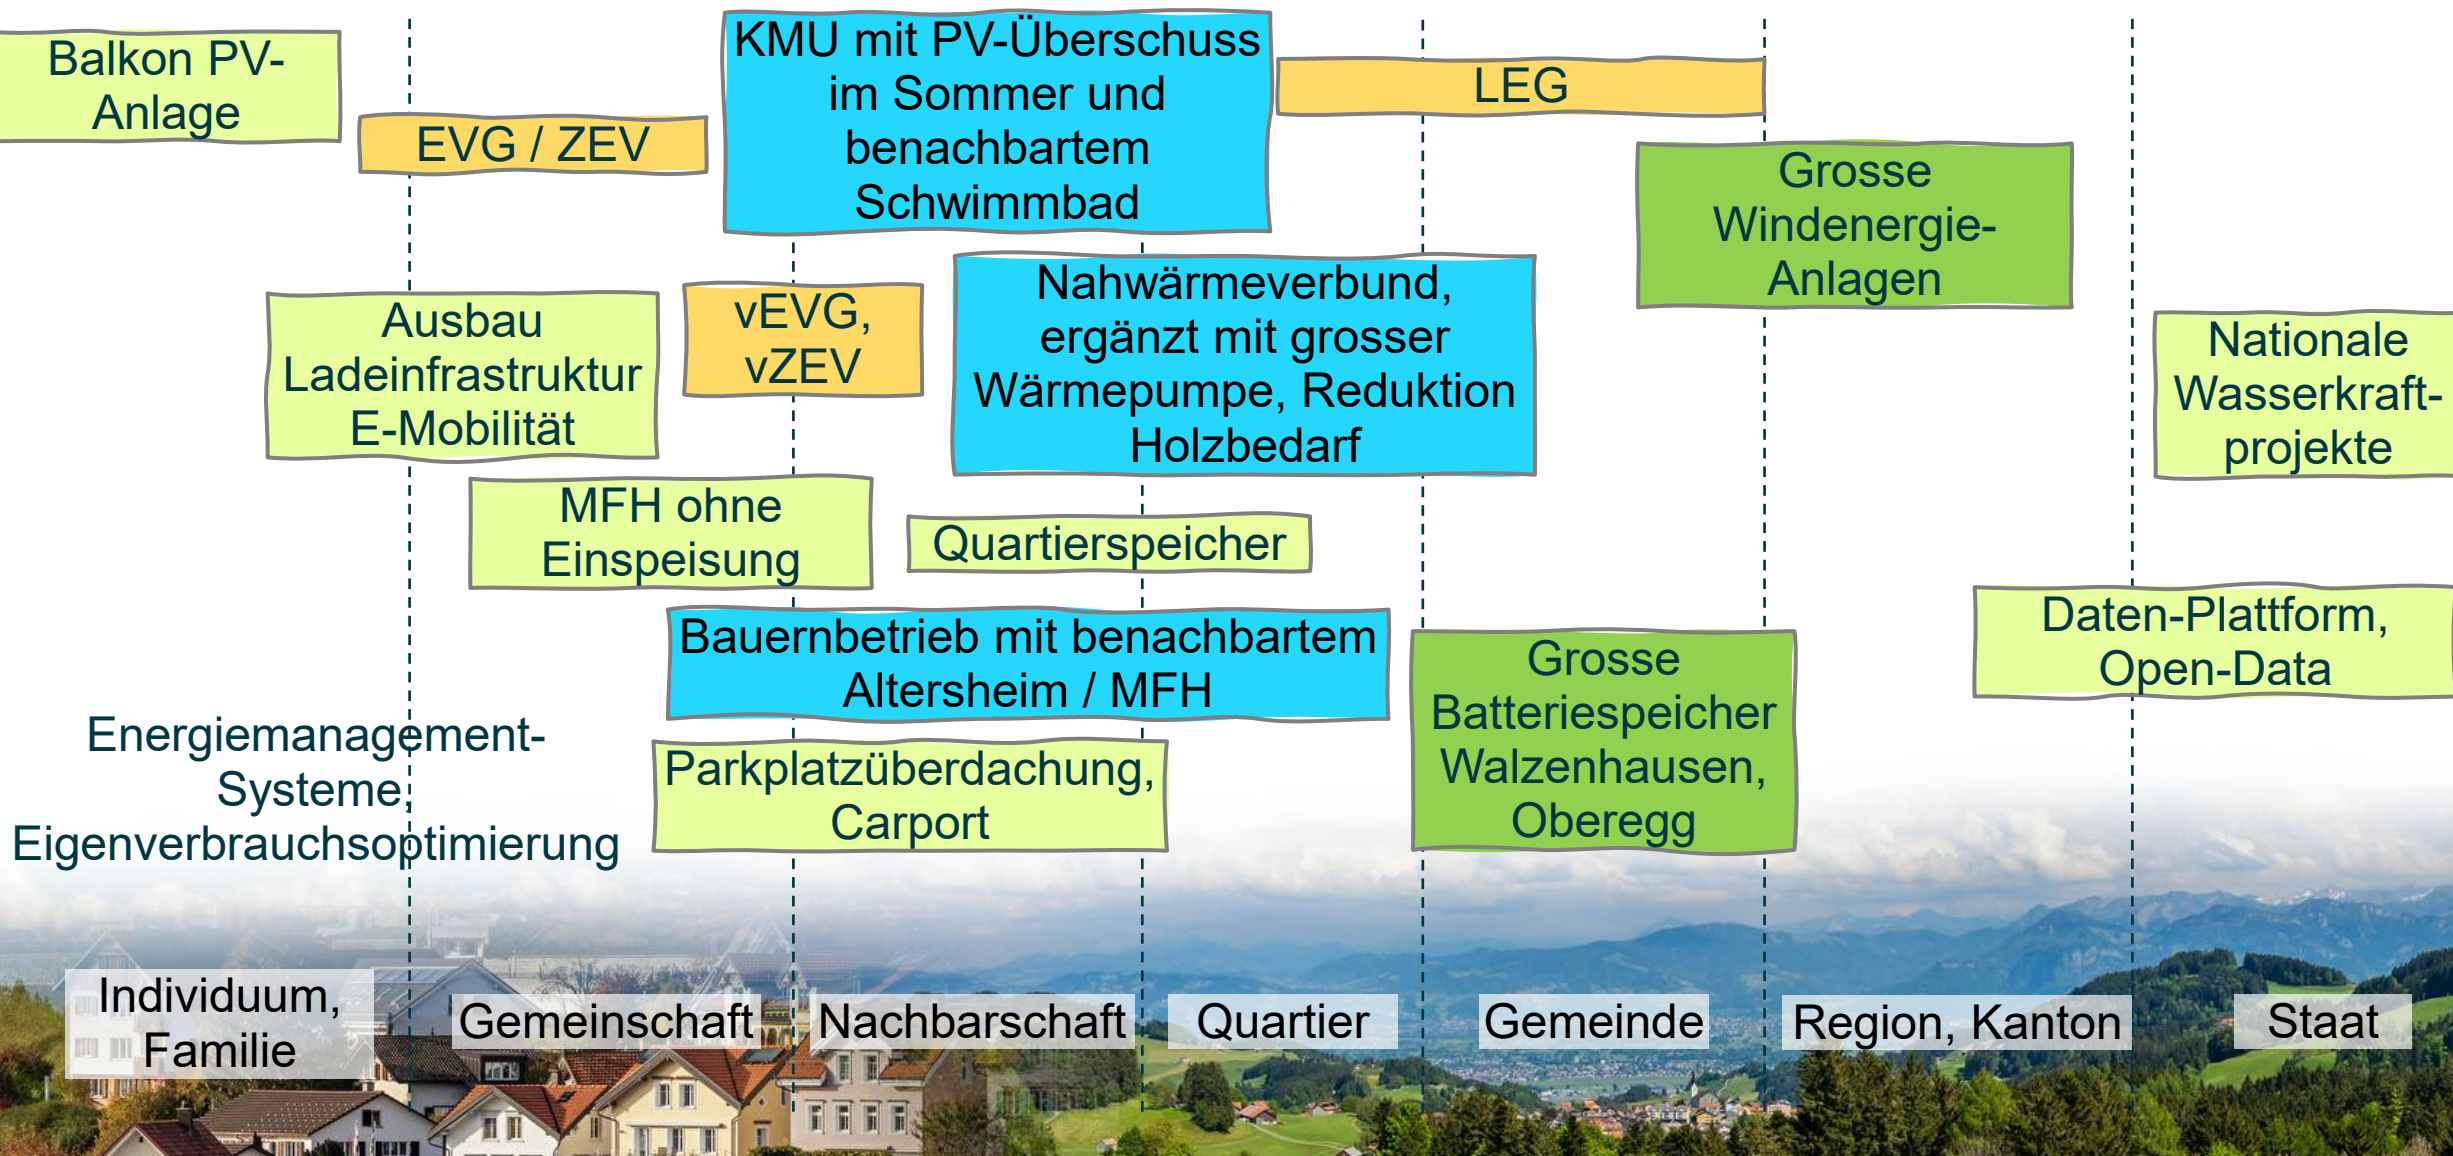 Balkon PV-
Anlage
EVG / ZEV
KMU mit PV-Überschuss
im Sommer und
benachbartem
Schwimmbad
LEG
Grosse
Windenergie-
Anlagen
Ausbau
Ladeinfrastruktur
E-Mobilität
vEVG,
vZEV
Nahwärmeverbund,
ergänzt mit grosser
Wärmepumpe, Reduktion
Holzbedarf
Nationale
Wasserkraft-
projekte
MFH ohne
Einspeisung
Quartierspeicher
Bauernbetrieb mit benachbartem
Altersheim / MFH
Grosse
Batteriespeicher
Walzenhausen,
Oberegg
Daten-Plattform,
Open-Data
Energiemanagement-
Systeme,
Eigenverbrauchsoptimierung
Parkplatzüberdachung,
Carport
Individuum,
Familie
Gemeinschaft
Nachbarschaft
Quartier
Gemeinde
Region, Kanton
Staat